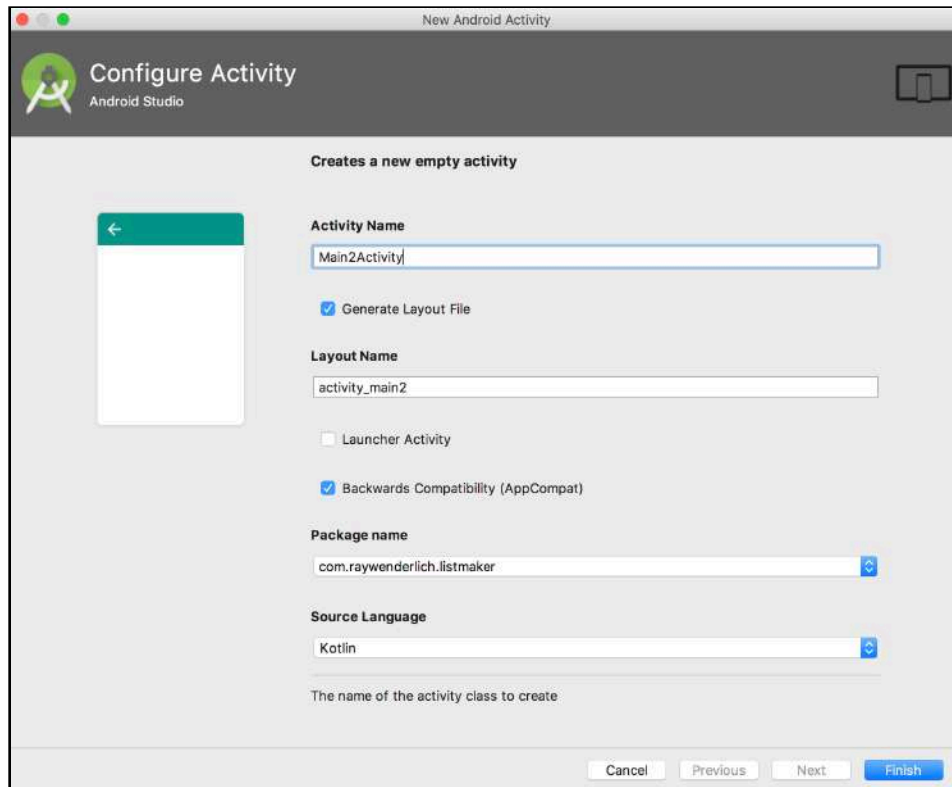 New Android Activity
Configure Activity
Android Studio
Creates a new empty activity
Activity Name
Main2Activity
Generate Layout File
Layout Name
activity_main2
Launcher Activity
Backwards Compatibility (AppCompat)
Package name
com.raywenderlich.listmaker
Source Language
Kotlin
The name of the activity class to create
Cancel Previous Next Finish